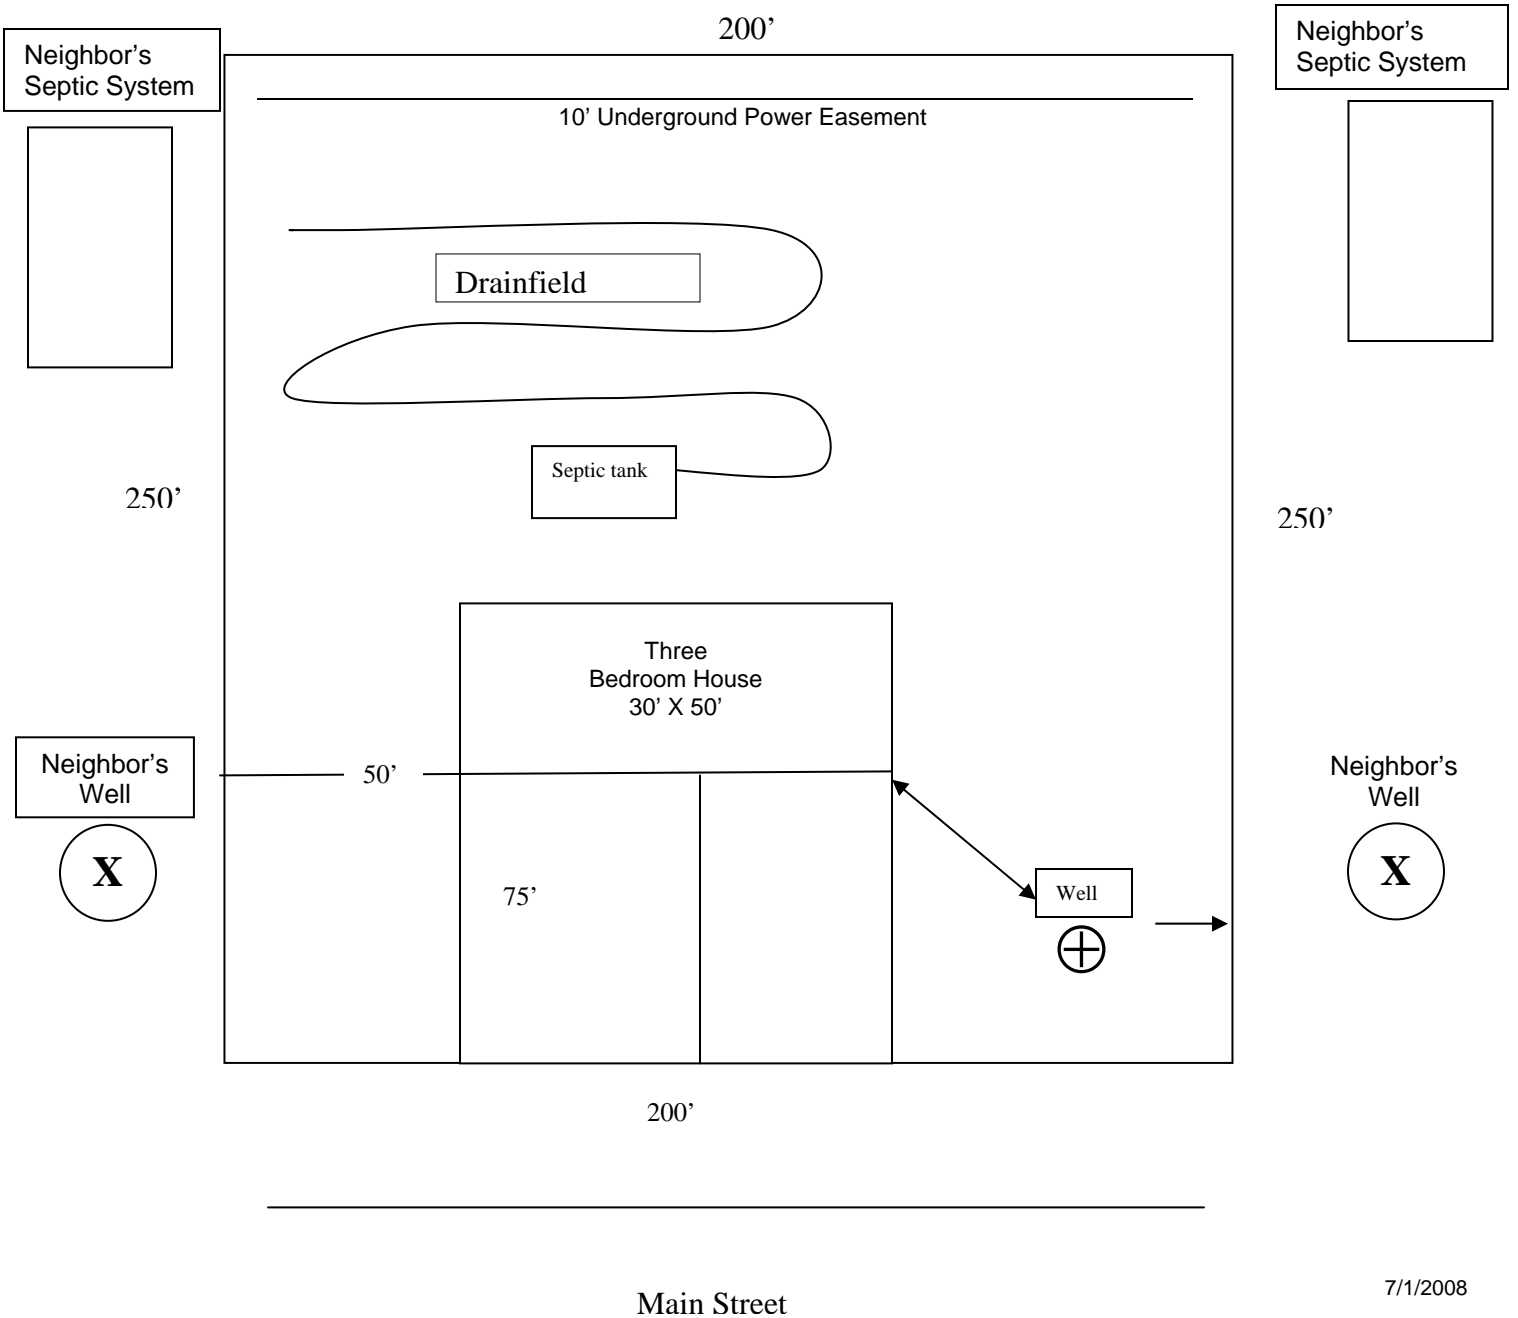 200’
Neighbor’s
Septic System
Neighbor’s
Septic System
10’ Underground Power Easement
Drainfield
Septic tank
250’
250’
Three
Bedroom House
30’ X 50’
Neighbor’s
Well
X
50’
75’
Well
Neighbor’s
Well
X
200’
Main Street
7/1/2008